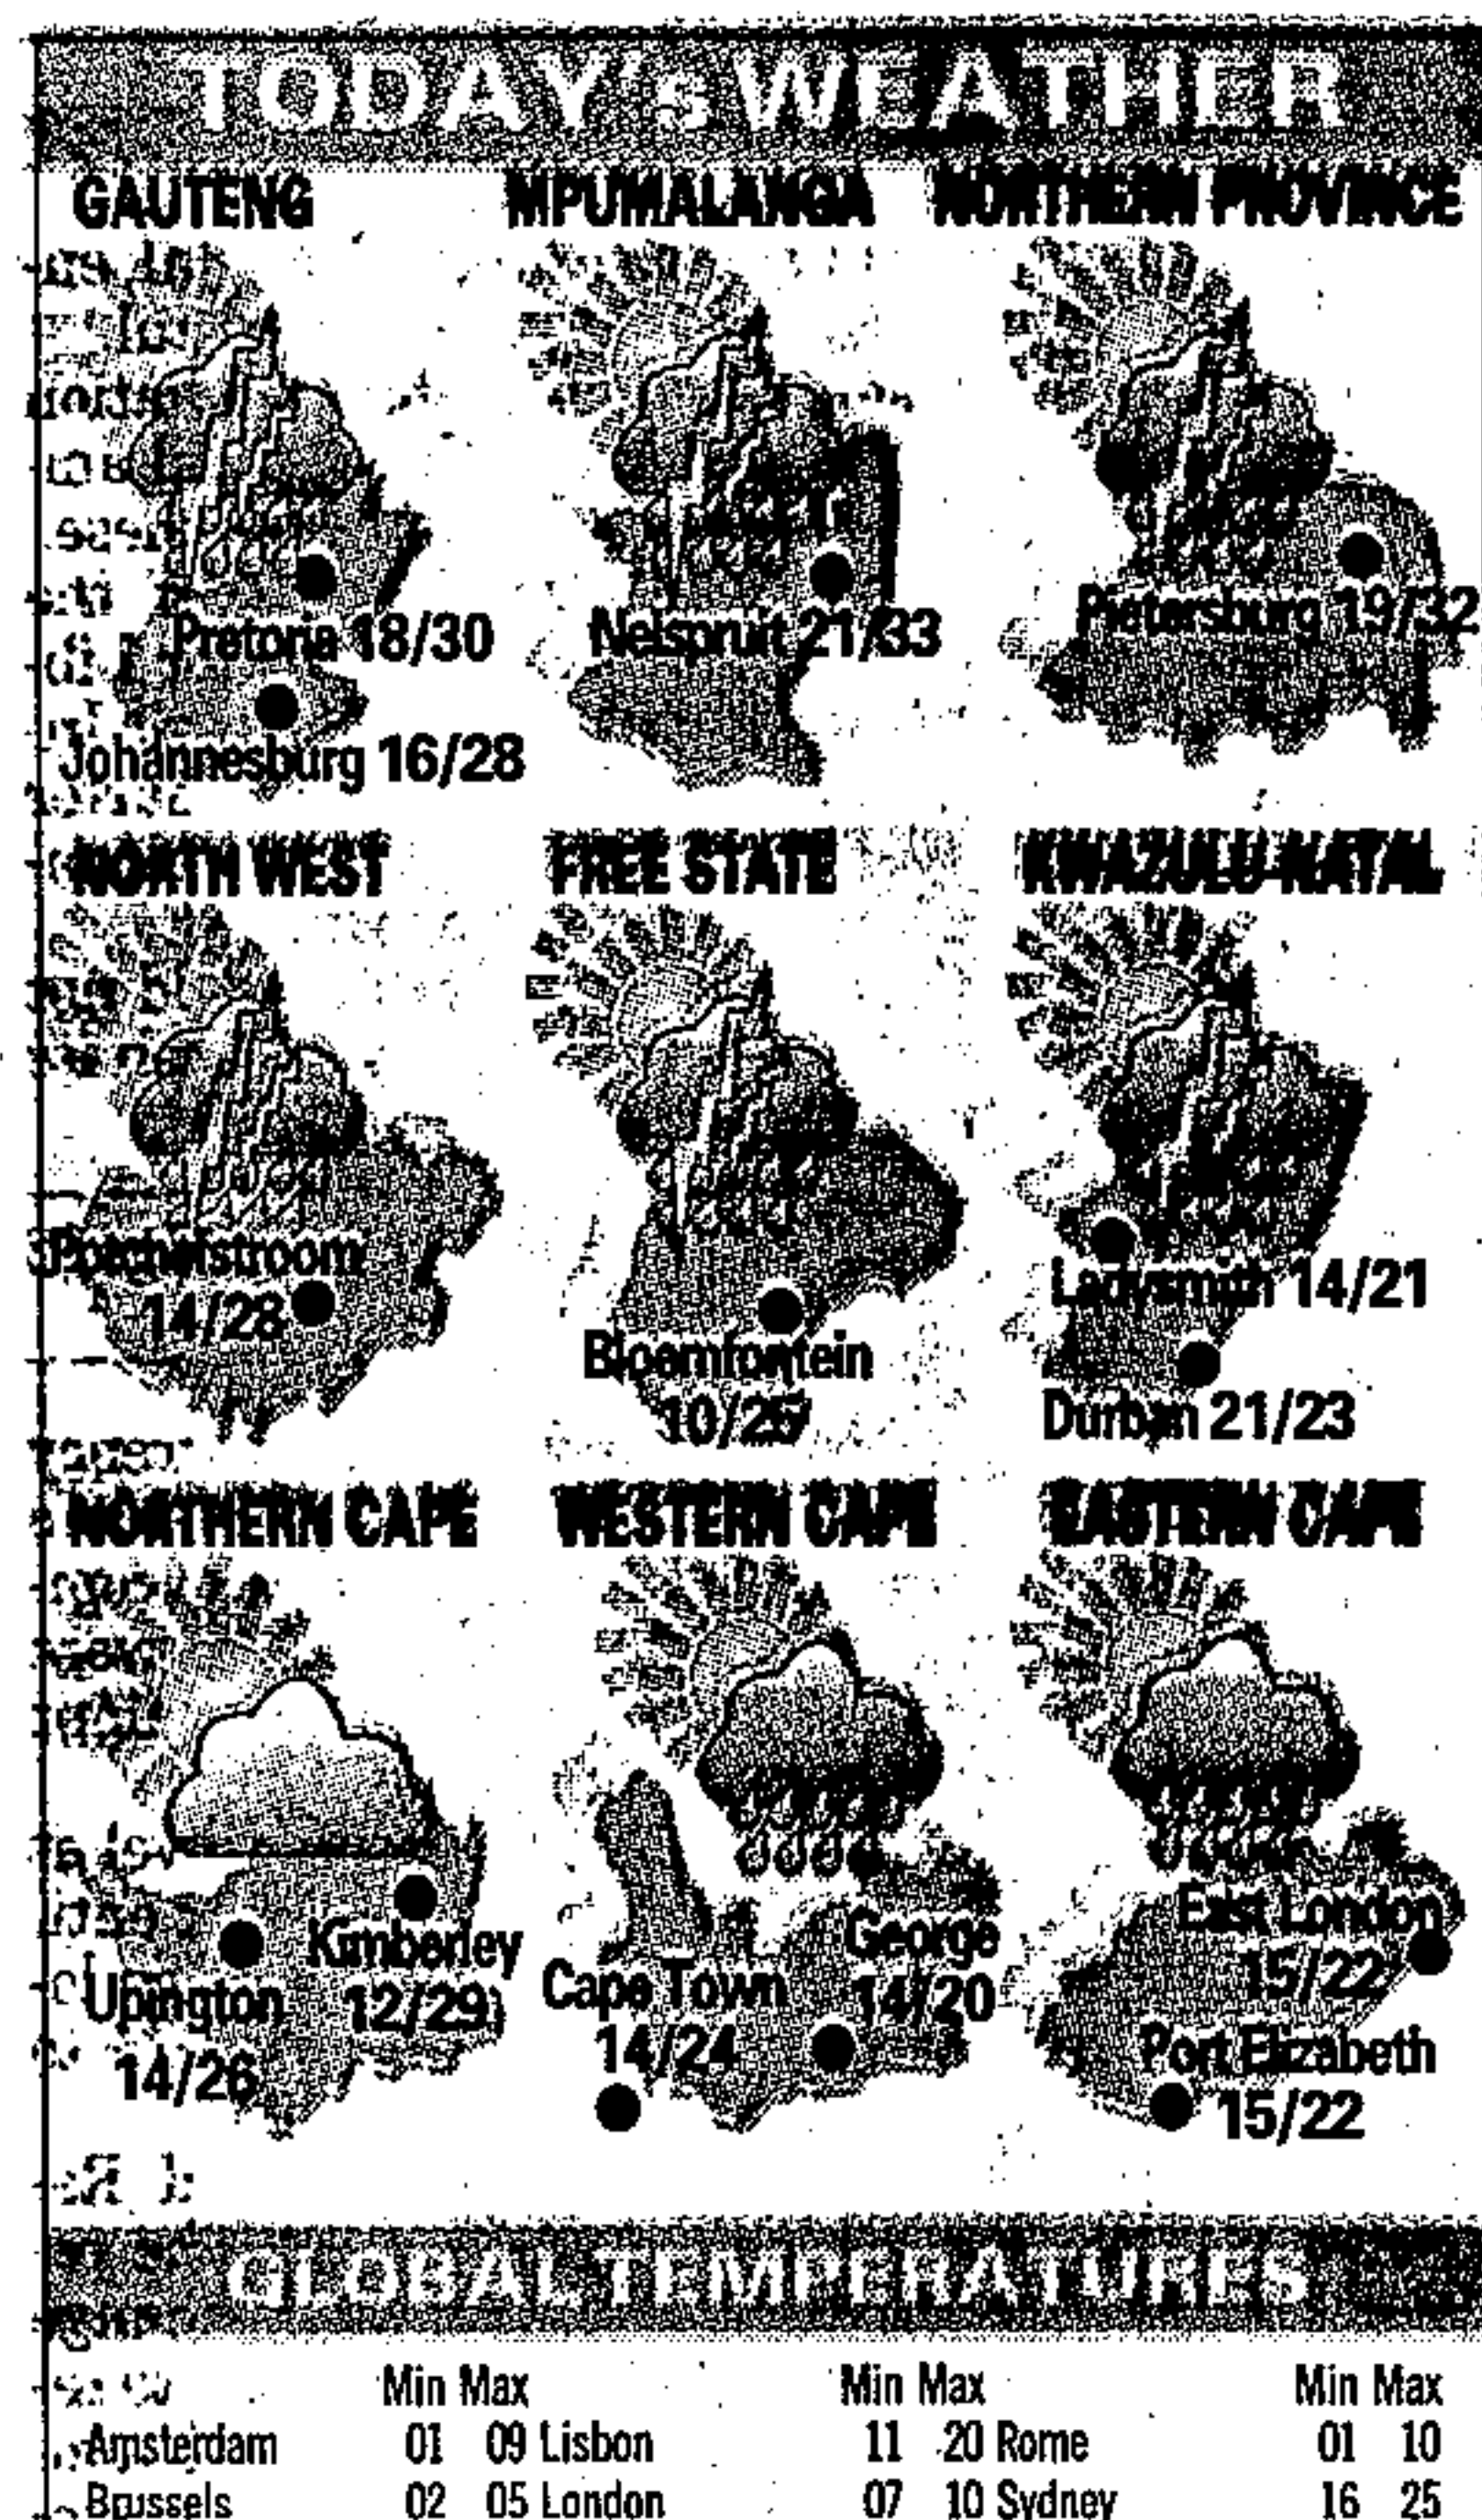 TODAY's WEATHER
GAUTENG
Pretoria 18/30
Johannesburg 16/28
MPUMALANGA
Nelspruit 21/33
NORTHERN PROVINCE
Pietersburg 19/32
NORTH WEST
Potchefstroom
14/28
FREE STATE
Bloemfontein
10/25
KWAZULU-NATAL
Ladysmith 14/21
Durban 21/23
NORTHERN CAPE
Kimberley
12/29
Upington
14/26
WESTERN CAPE
George
14/20
Cape Town
14/24
EASTERN CAPE
East London
15/22
Port Elizabeth
15/22
GLOBAL TEMPERATURES
Min Max Min Max Min Max
Amsterdam 01 09 Lisbon 11 20 Rome 01 10
Brussels 02 05 London 07 10 Sydney 16 25